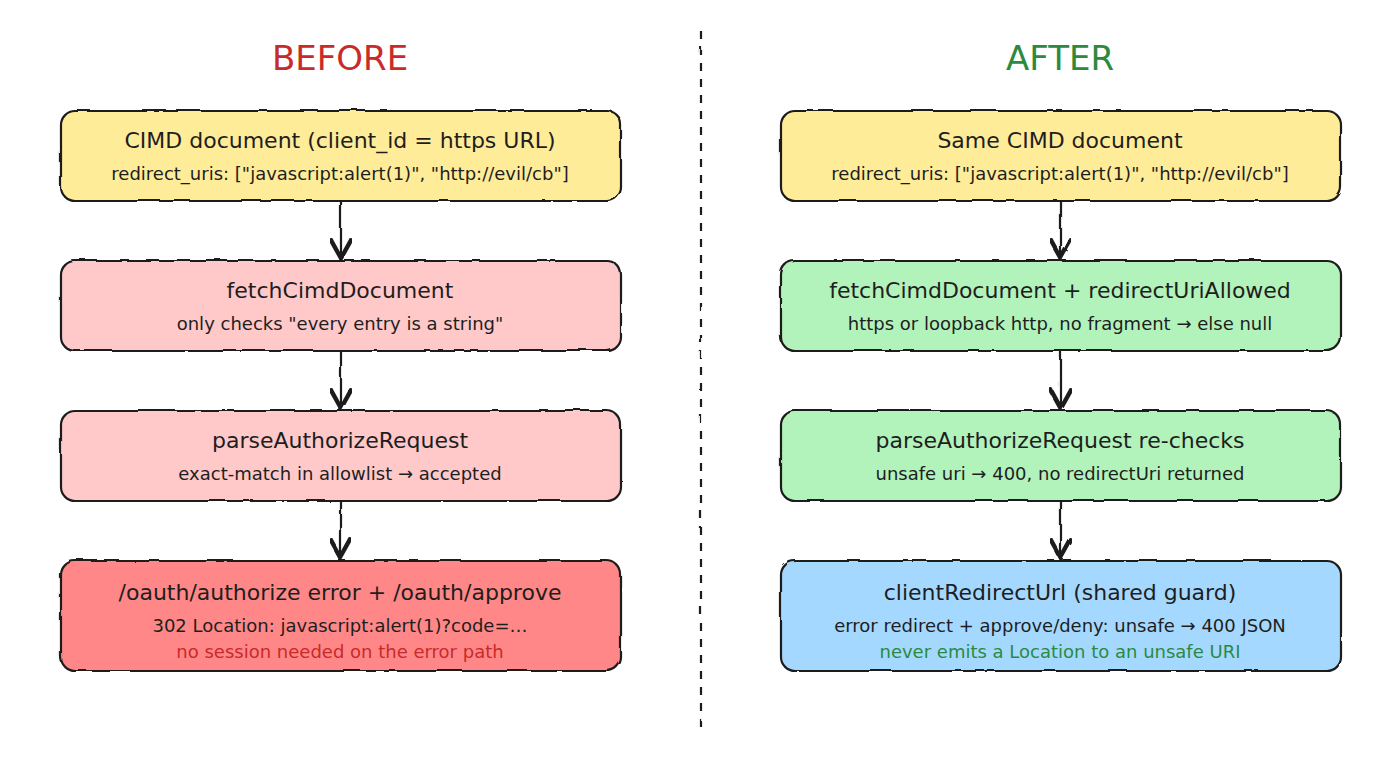 BEFORE
CIMD document (client_id = https URL)
redirect_uris: ["javascript:alert(1)", "http://evil/cb"]
fetchCimdDocument
only checks "every entry is a string"
parseAuthorizeRequest
exact-match in allowlist → accepted
/oauth/authorize error + /oauth/approve
302 Location: javascript:alert(1)?code=...
no session needed on the error path
AFTER
Same CIMD document
redirect_uris: ["javascript:alert(1)", "http://evil/cb"]
fetchCimdDocument + redirectUriAllowed
https or loopback http, no fragment → else null
parseAuthorizeRequest re-checks
unsafe uri → 400, no redirectUri returned
clientRedirectUrl (shared guard)
error redirect + approve/deny: unsafe → 400 JSON
never emits a Location to an unsafe URI